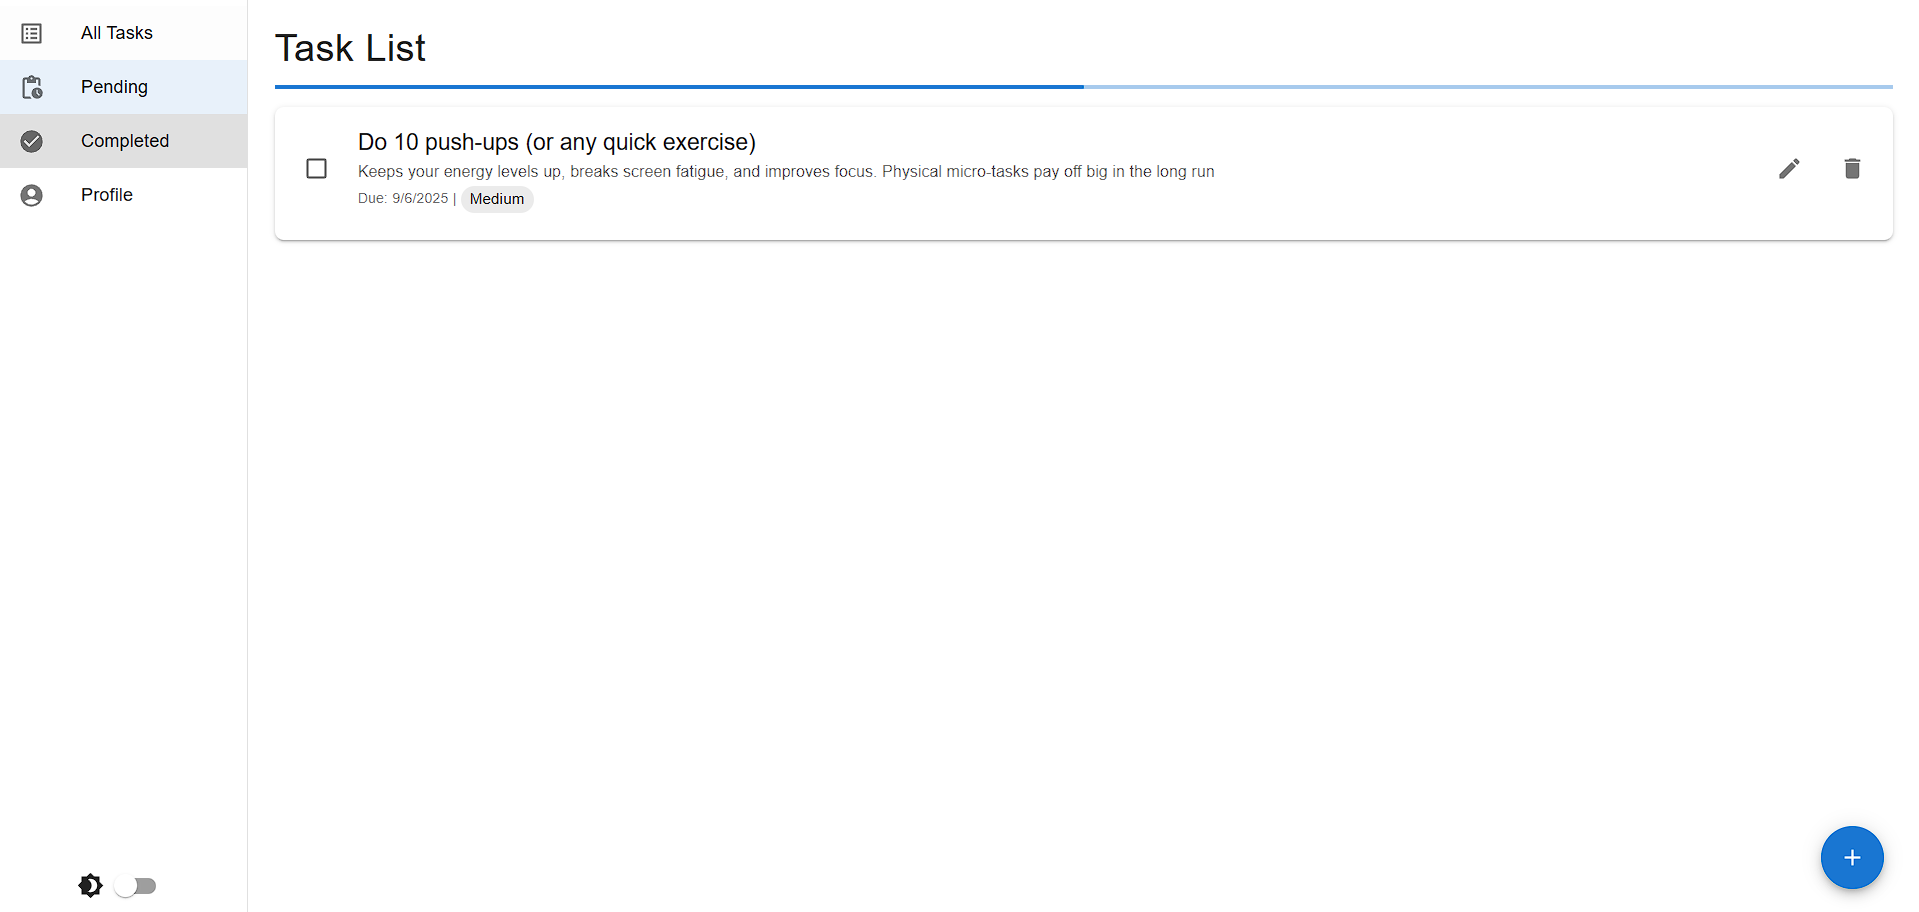 All Tasks
Pending
Completed
Profile
Task List
Do 10 push-ups (or any quick exercise)
Keeps your energy levels up, breaks screen fatigue, and improves focus. Physical micro-tasks pay off big in the long run
Due: 9/6/2025 | Medium